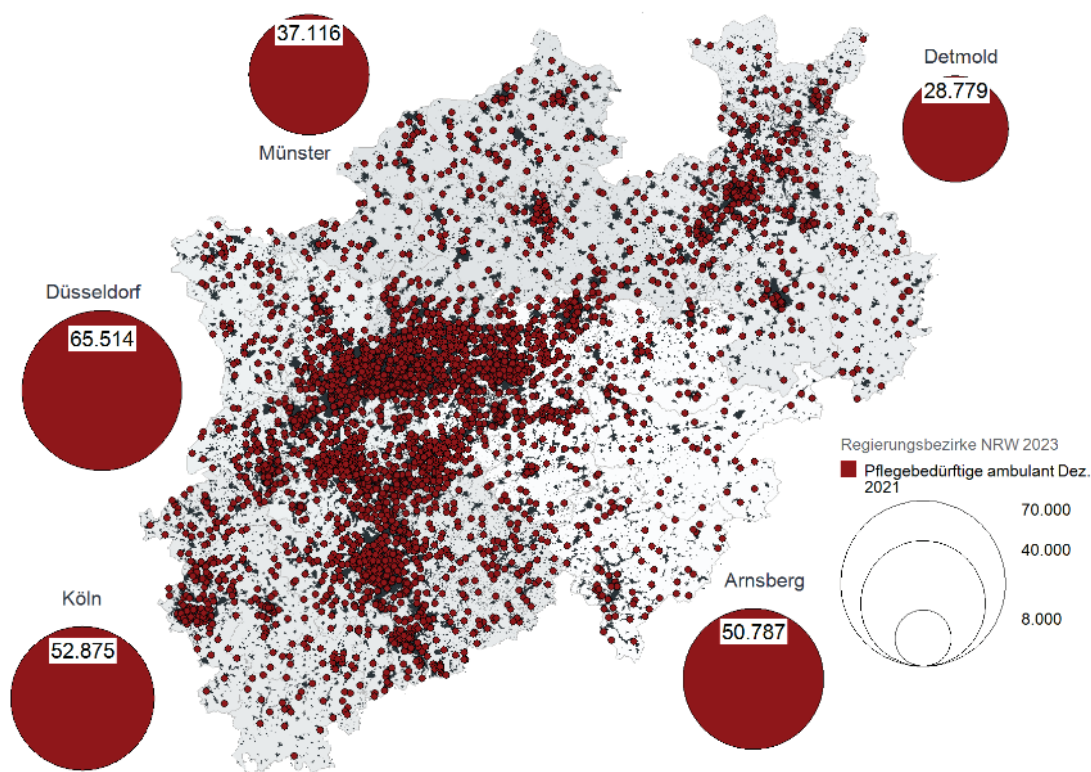 37.116
Münster
Detmold
28.779
Düsseldorf
65.514
Regierungsbezirke NRW 2023
Pflegebedürftige ambulant Dez.
2021
70.000
40.000
8.000
Köln
52.875
Arnsberg
50.787